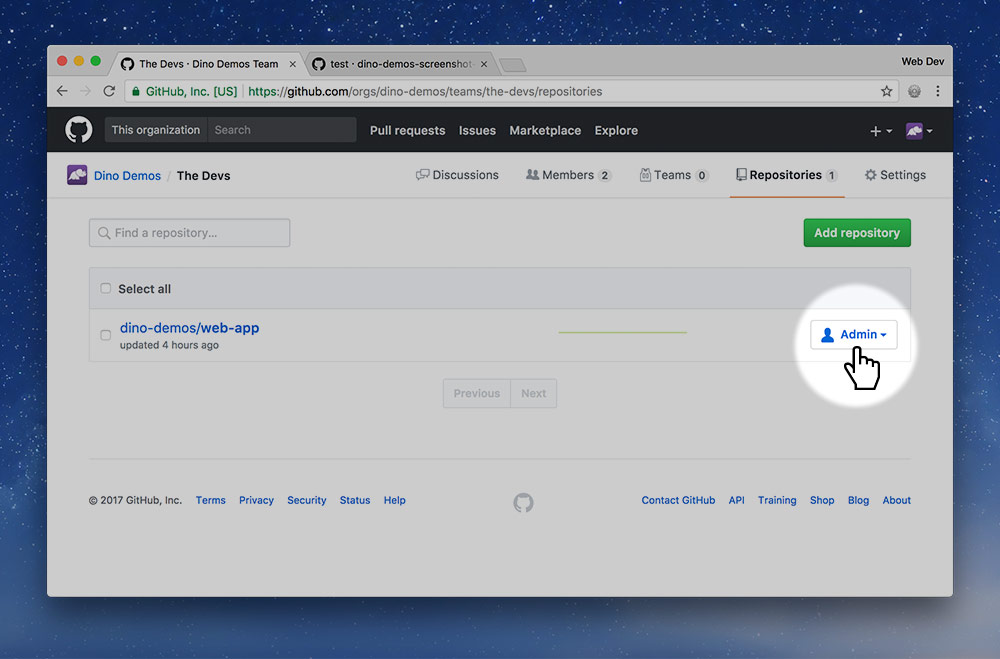 The Devs · Dino Demos Team
test · dino-demos-screenshot-
Web Dev
GitHub, Inc. [US] https://github.com/orgs/dino-demos/teams/the-devs/repositories
This organization Search Pull requests Issues Marketplace Explore
Dino Demos / The Devs Discussions Members 2 Teams 0 Repositories 1 Settings
Find a repository... Add repository
Select all
dino-demos/web-app
Admin
updated 4 hours ago
Previous Next
© 2017 GitHub, Inc. Terms Privacy Security Status Help Contact GitHub API Training Shop Blog About